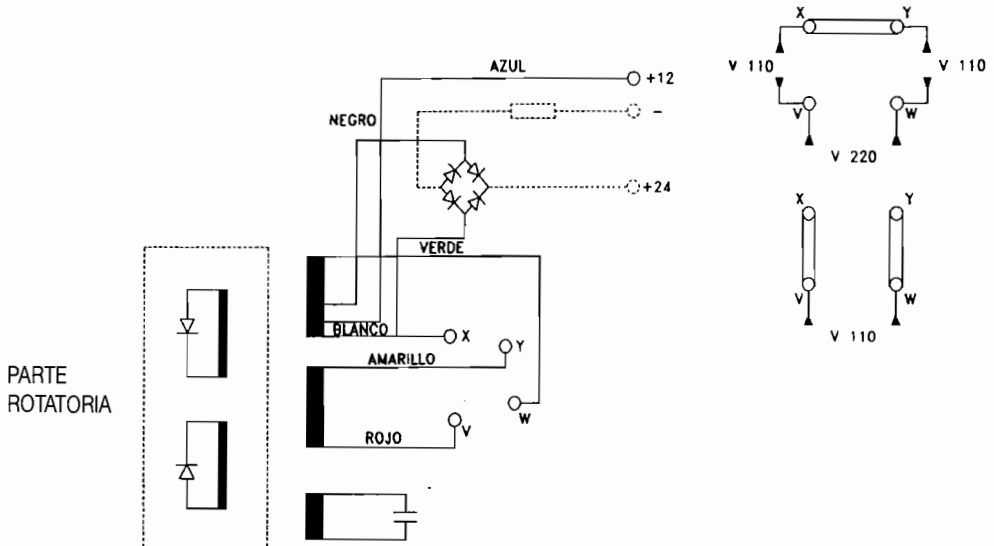 X Y
V 110 V 110
V W
V 220
AZUL
+12
NEGRO
-
+24
VERDE
BLANCO
X
Y
AMARILLO
W
V
ROJO
PARTE
ROTATORIA
X Y
V W
V 110